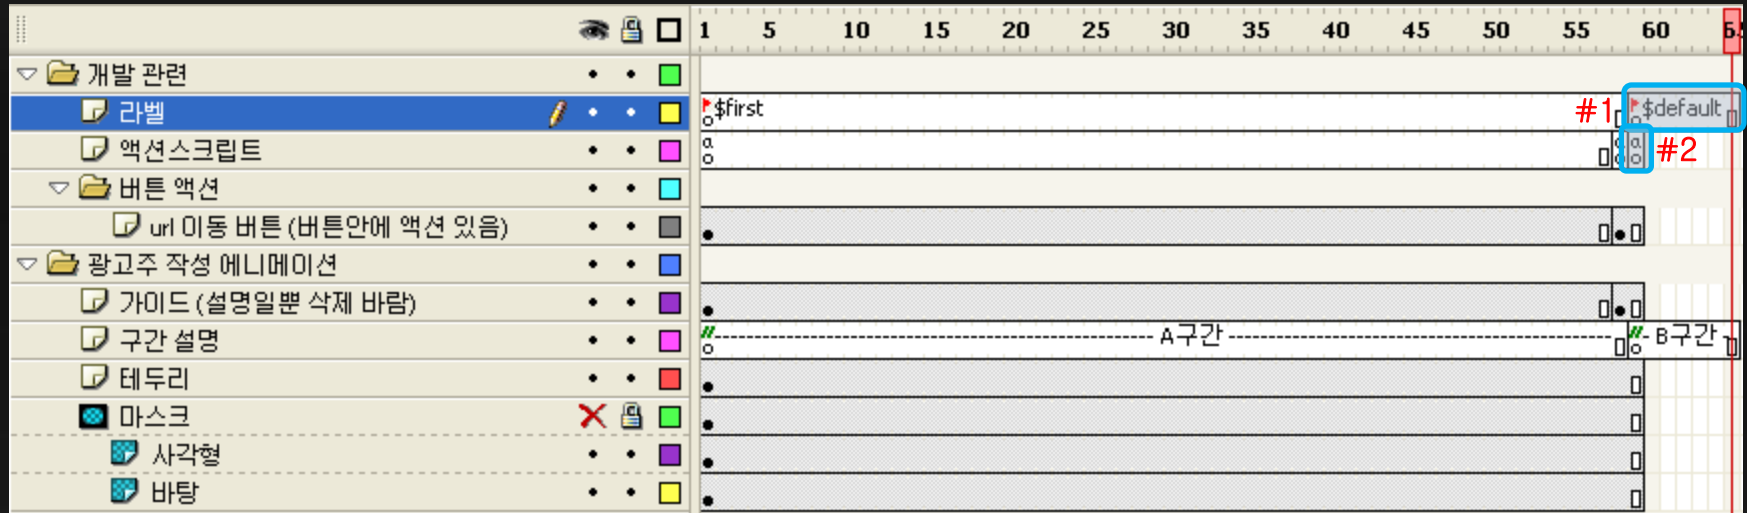 1 5 10 15 20 25 30 35 40 45 50 55 60 65
개발 관련
라벨 $first #1 $default
액션스크립트 a a a #2
버튼 액션
url 이동 버튼 (버튼안에 액션 있음)
광고주 작성 에니메이션
가이드 (설명일뿐 삭제 바람)
구간 설명 // A구간 // B구간
테두리
마스크
사각형
바탕